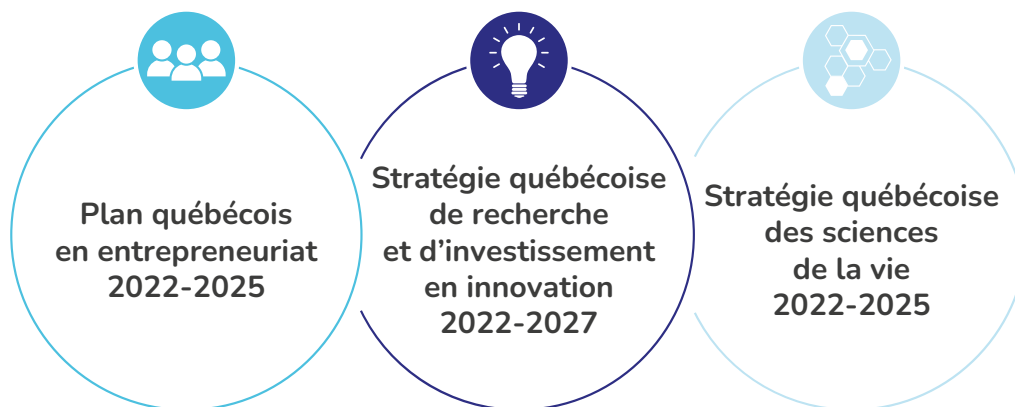 Plan québécois
en entrepreneuriat
2022-2025
Stratégie québécoise
de recherche
et d’investissement
en innovation
2022-2027
Stratégie québécoise
des sciences
de la vie
2022-2025